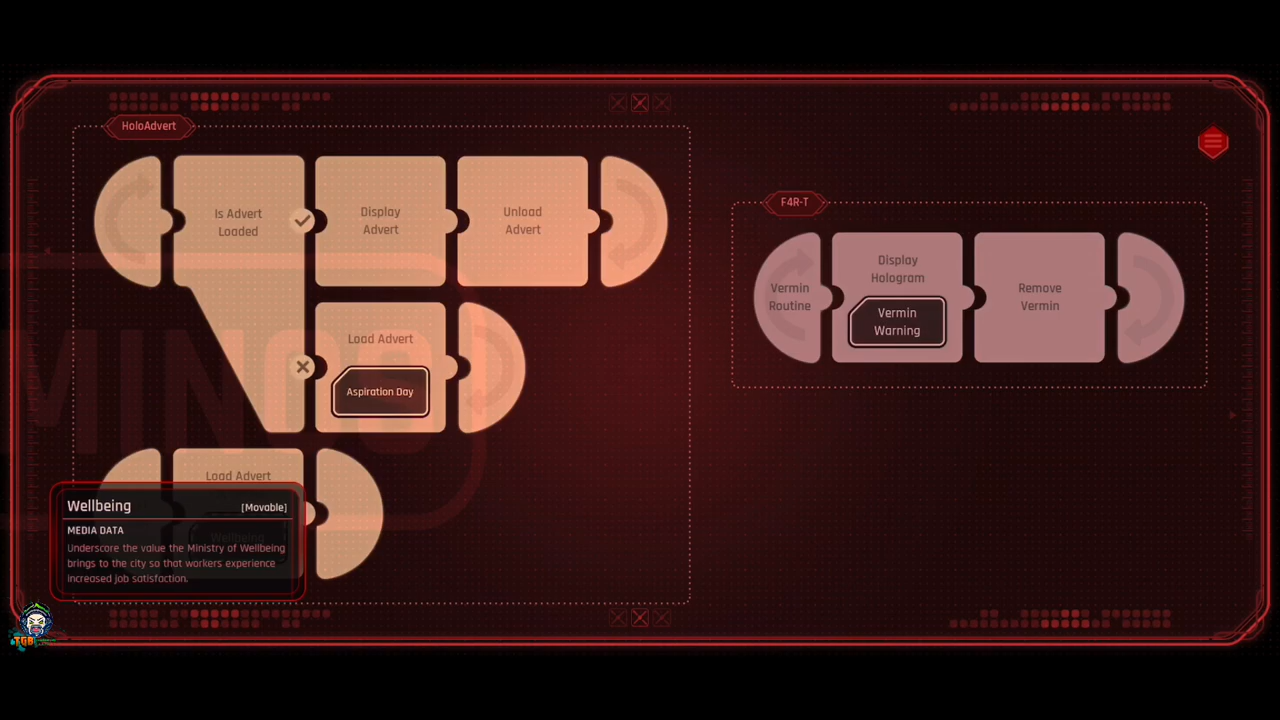 HoloAdvert
Is Advert
Loaded
Display
Advert
Unload
Advert
Load Advert
Aspiration Day
Load Advert
Wellbeing
Wellbeing
[Movable]
MEDIA DATA
Underscore the value the Ministry of Wellbeing
brings to the city so that workers experience
increased job satisfaction.
F4R-T
Vermin
Routine
Display
Hologram
Vermin
Warning
Remove
Vermin
TGB